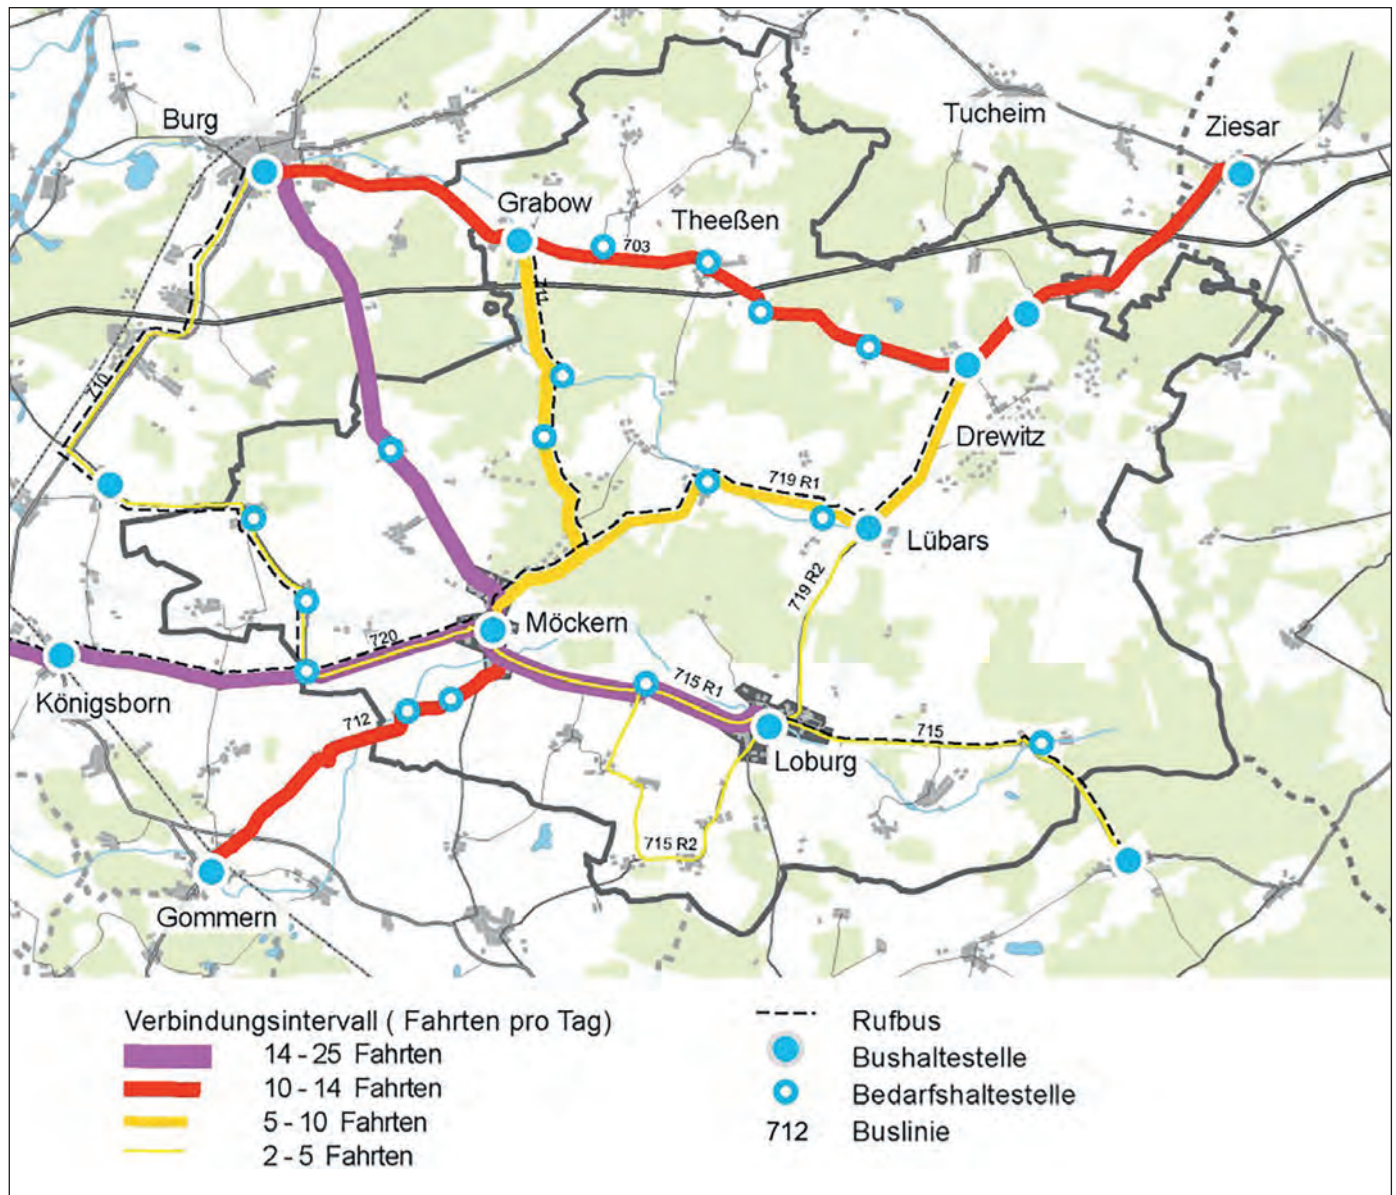 Burg
Tucheim
Ziesar
Grabow
Theeßen
703
710
Drewitz
719 R1
Lübars
719 R2
Möckern
720
Königsborn
715 R1
712
715
Loburg
715 R2
Gommern
Verbindungsintervall ( Fahrten pro Tag)
14 - 25 Fahrten
10 - 14 Fahrten
5 - 10 Fahrten
2 - 5 Fahrten
Rufbus
Bushaltestelle
Bedarfshaltestelle
712 Buslinie